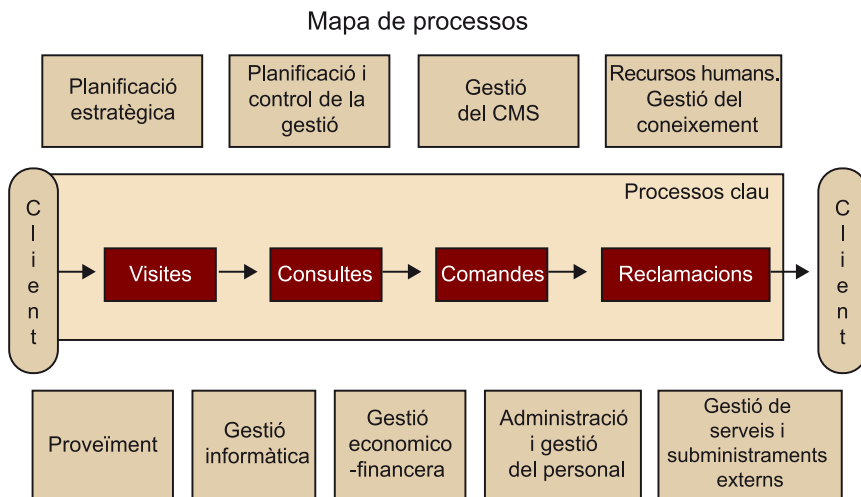 Mapa de processos
Planificació
estratègica
Planificació i
control de la
gestió
Gestió
del CMS
Recursos humans.
Gestió del
coneixement
Client
Processos clau
Visites
Consultes
Comandes
Reclamacions
Client
Proveïment
Gestió
informàtica
Gestió
economico
-financera
Administració
i gestió
del personal
Gestió de
serveis i
subministraments
externs